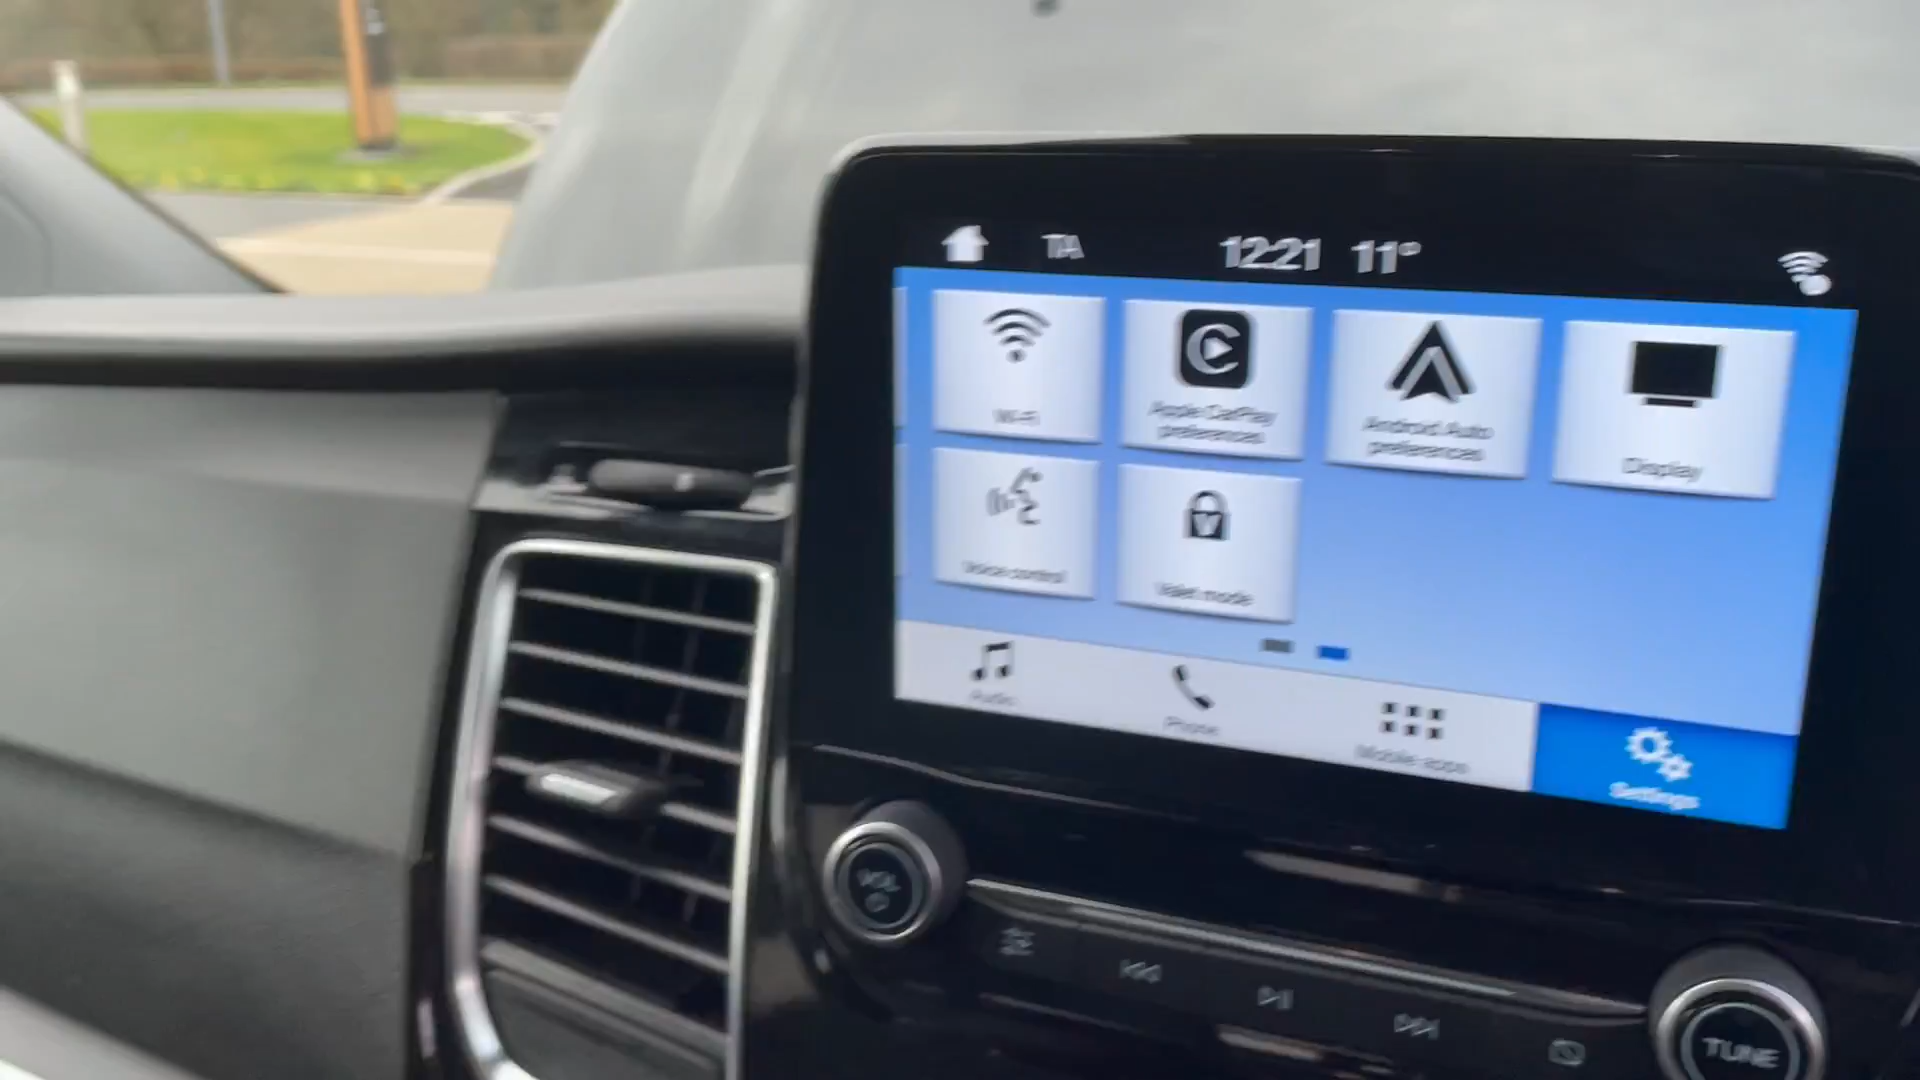 TA 12:21 11°
Wi-Fi
Apple CarPlay
preferences
Android Auto
preferences
Display
Voice control
Valet mode
Audio
Phone
Mobile apps
Settings
VOL
TUNE